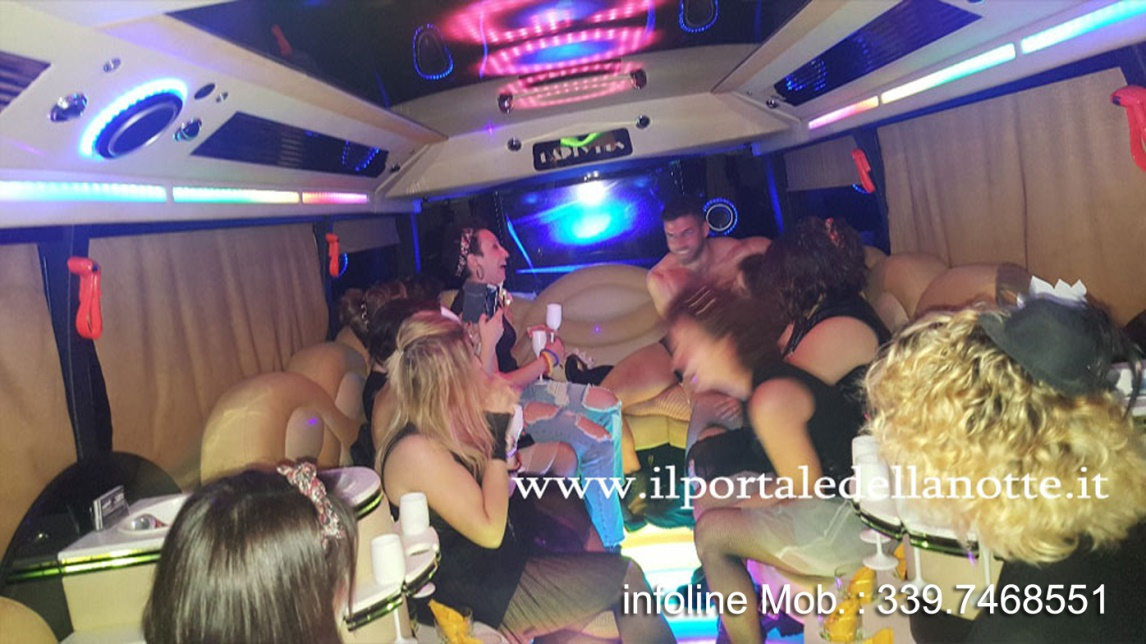 www.ilportaledellanotte.it
infoline Mob. : 339.7468551